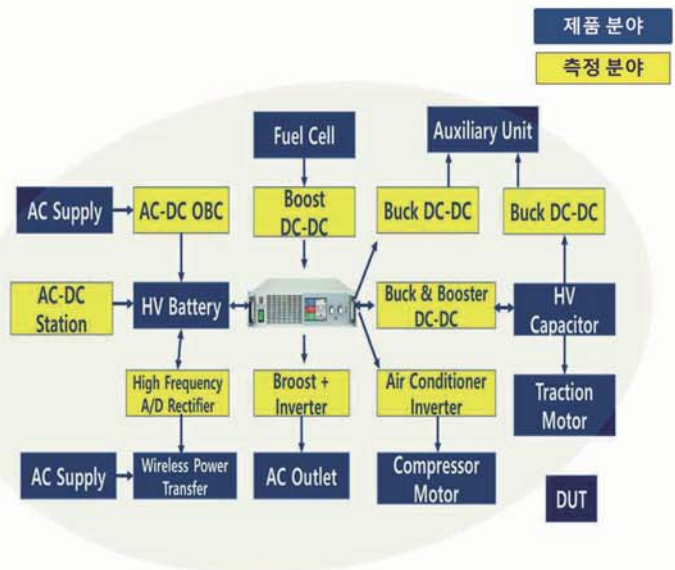 제품 분야
측정 분야
Fuel Cell
Auxiliary Unit
AC Supply
AC-DC OBC
Boost
DC-DC
Buck DC-DC
Buck DC-DC
AC-DC
Station
HV Battery
Buck & Booster
DC-DC
HV
Capacitor
High Frequency
A/D Rectifier
Broost +
Inverter
Air Conditioner
Inverter
Traction
Motor
AC Supply
Wireless Power
Transfer
AC Outlet
Compressor
Motor
DUT